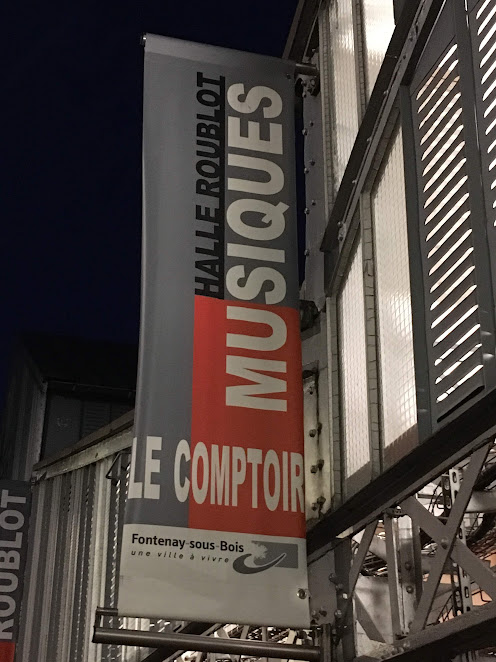 HALLE ROUBLOT
MUSIQUES
LE COMPTOIR
Fontenay-sous-Bois
une ville à vivre
ROUBLOT